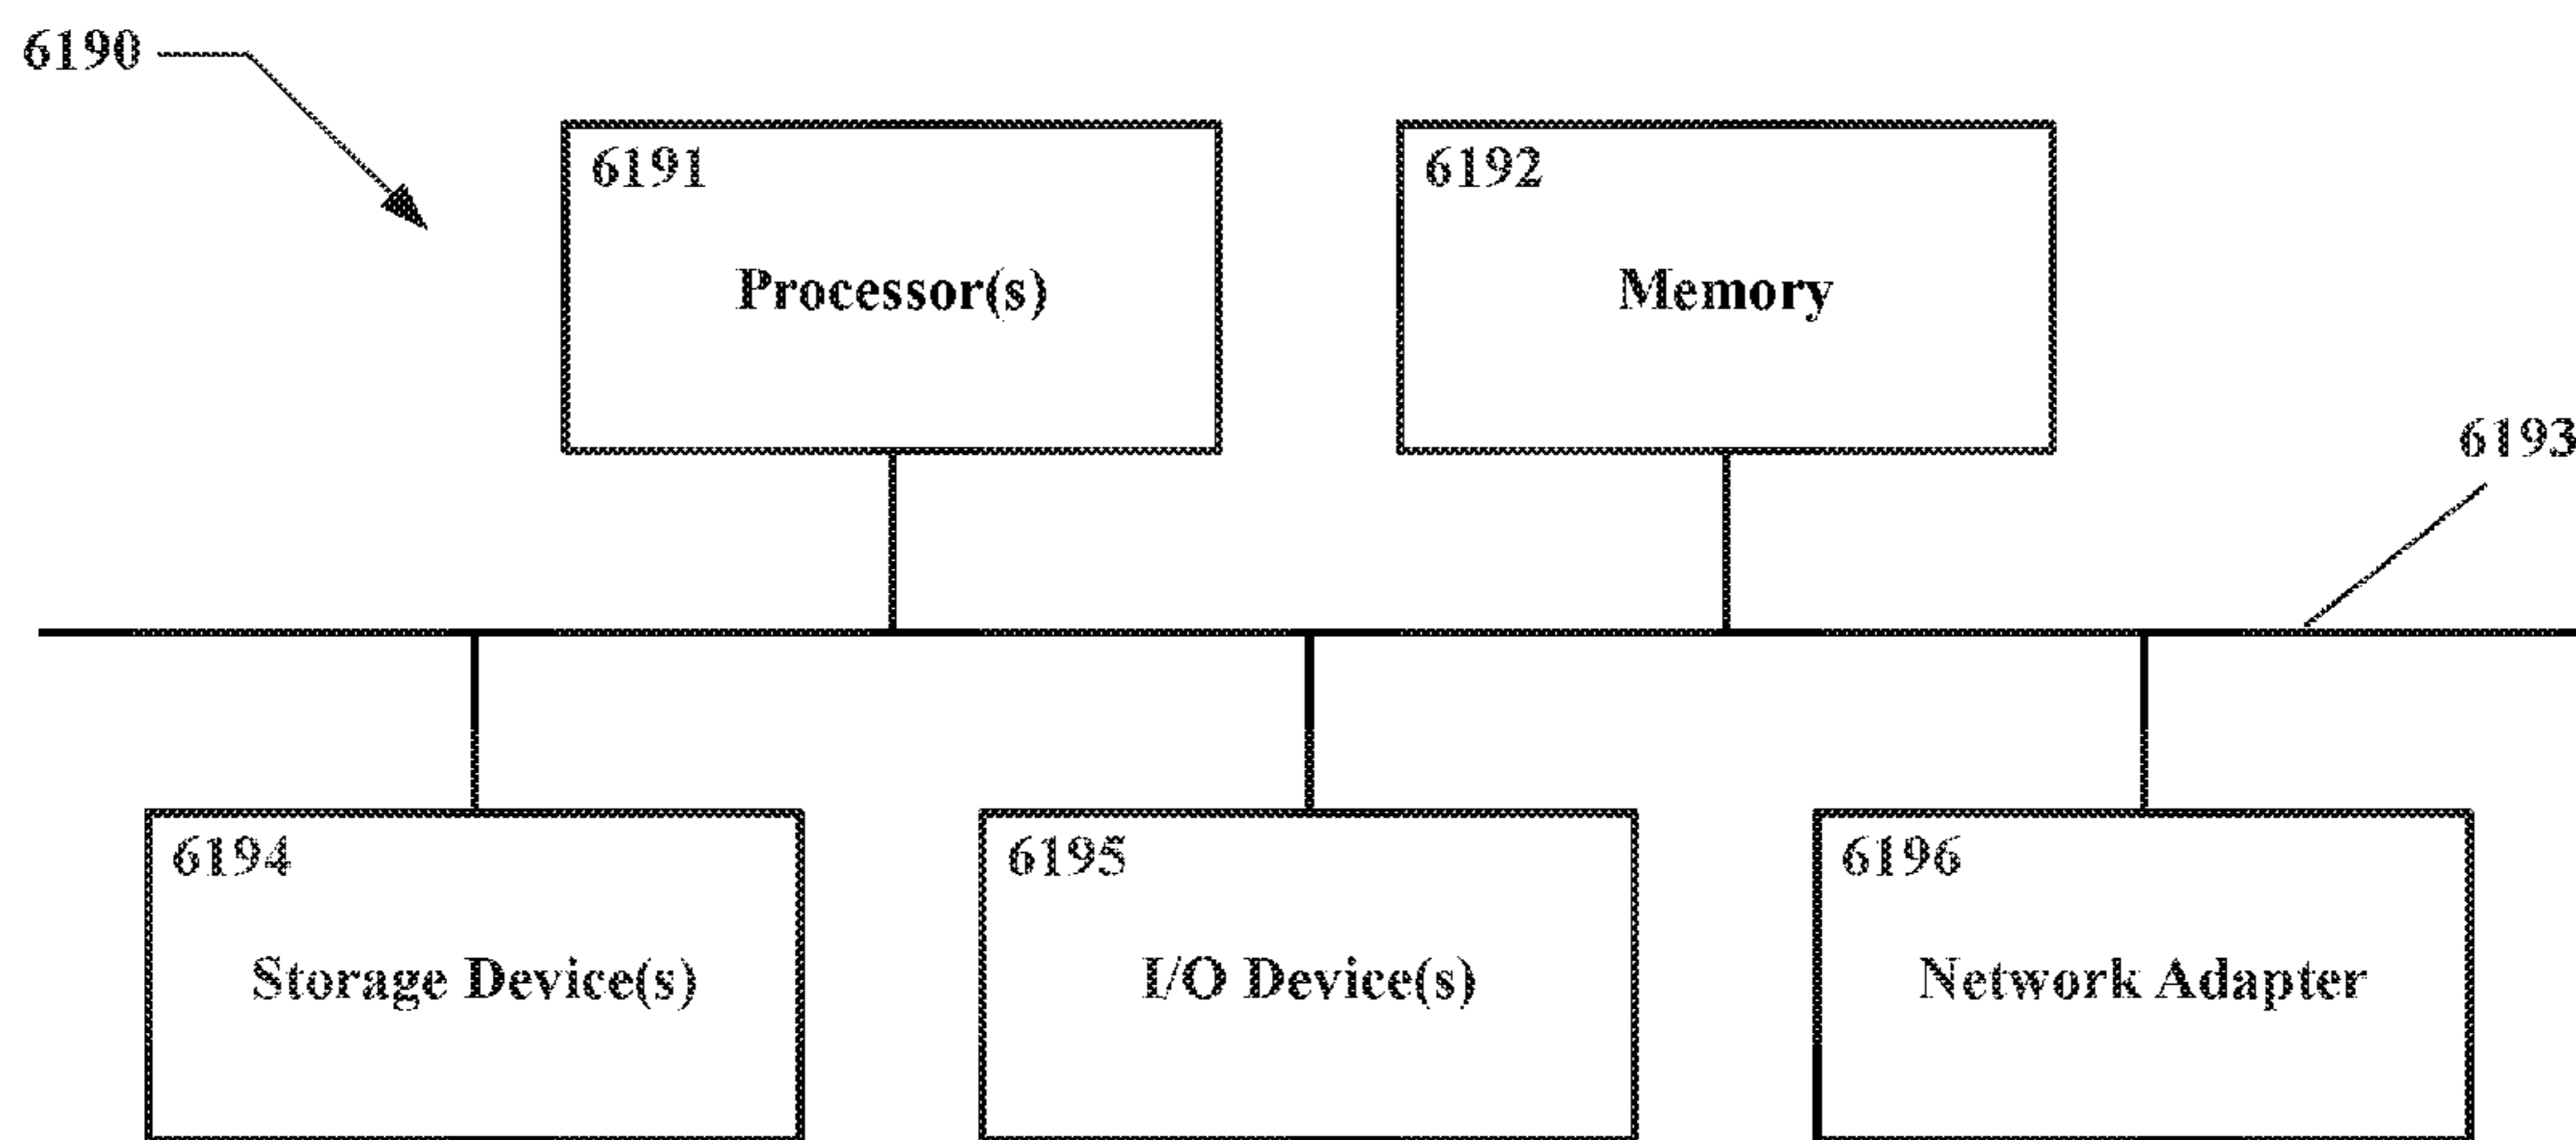 6190
6191
Processor(s)
6192
Memory
6193
6194
Storage Device(s)
6195
I/O Device(s)
6196
Network Adapter